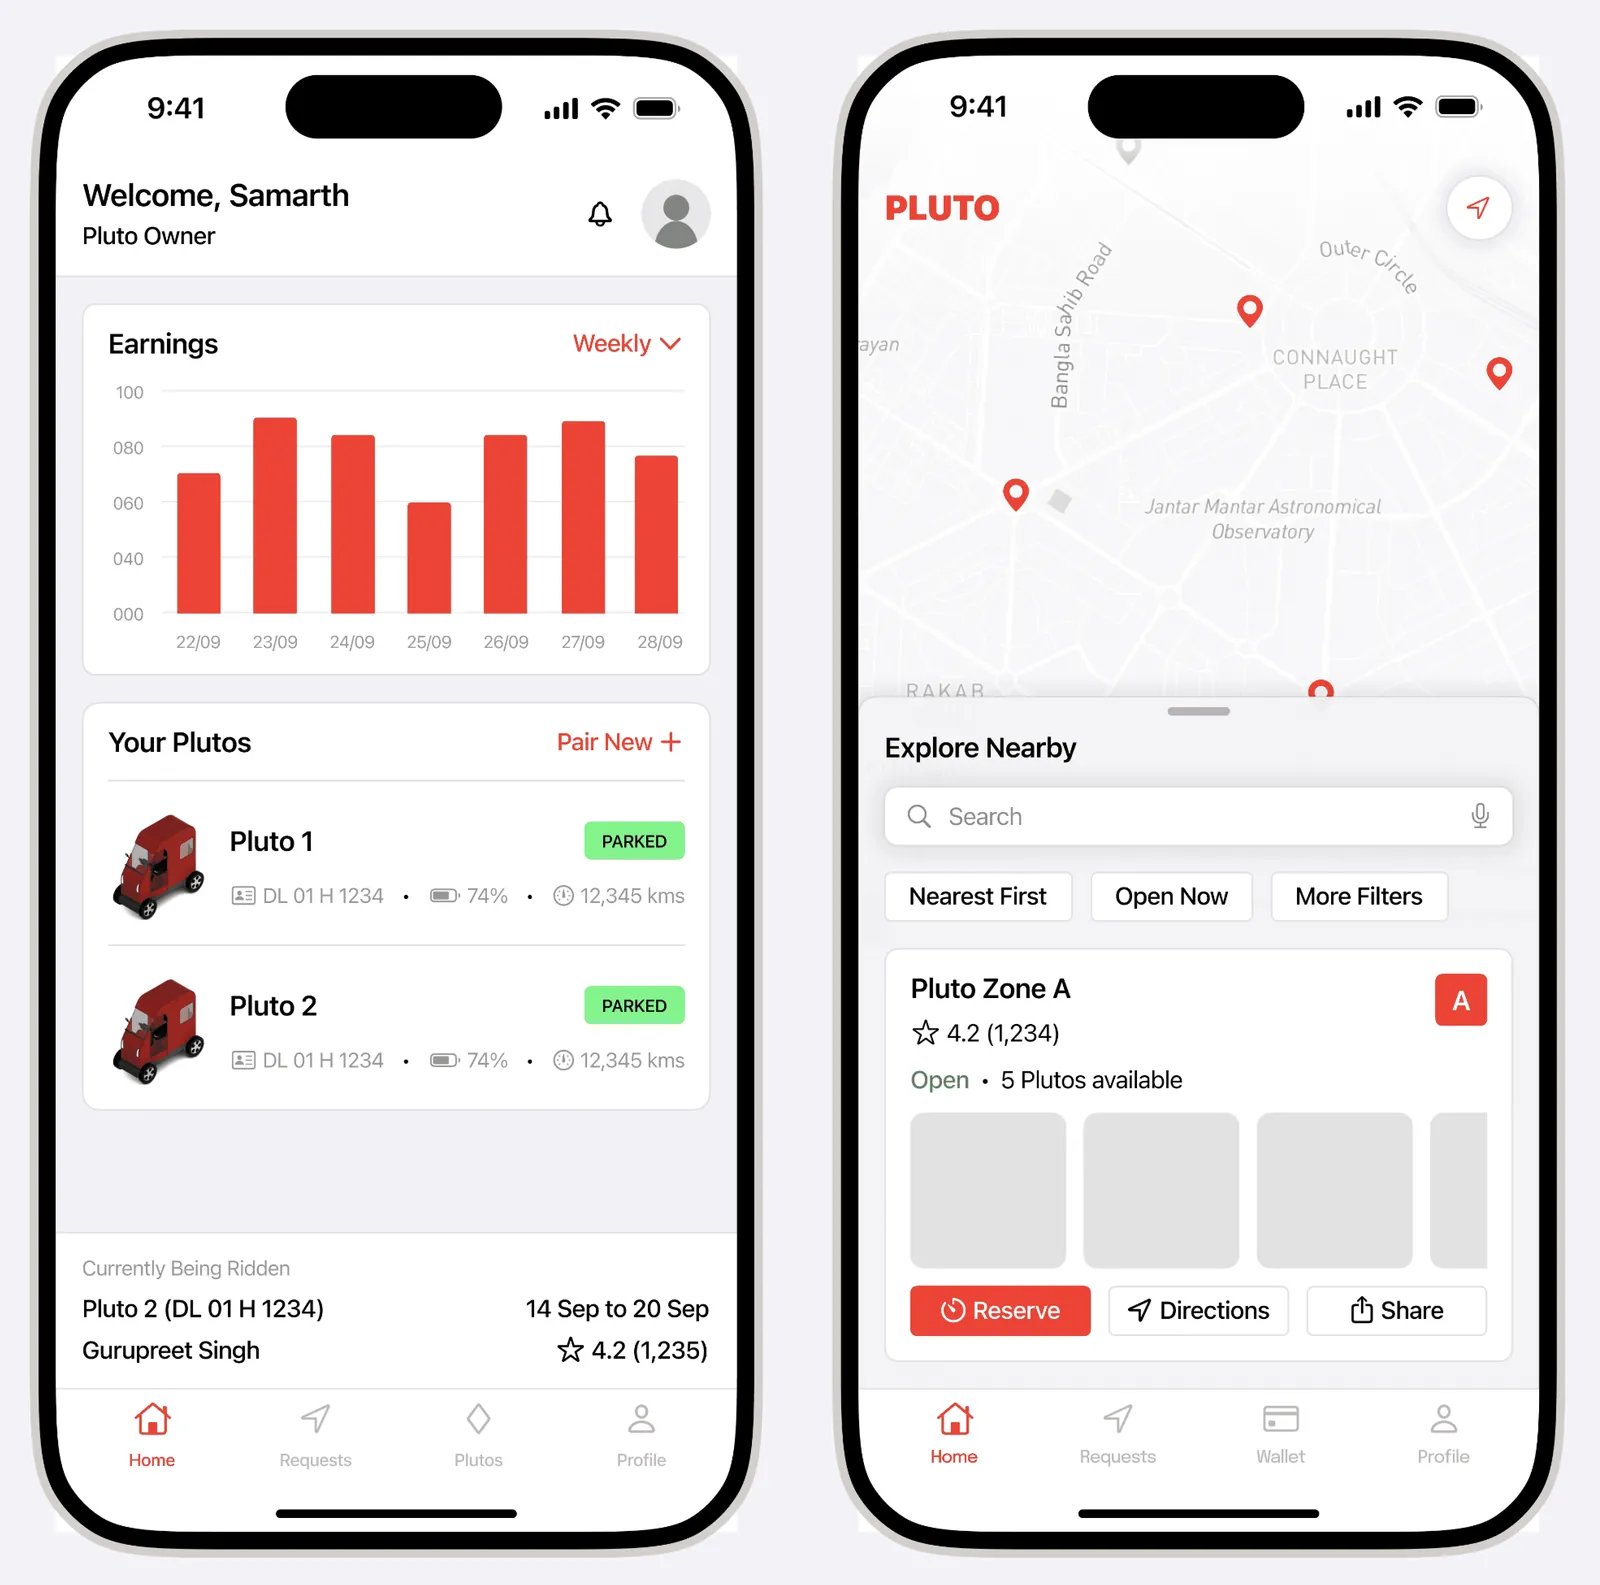 9:41
Welcome, Samarth
Pluto Owner
Earnings
Weekly
100
080
060
040
000
22/09 23/09 24/09 25/09 26/09 27/09 28/09
Your Plutos
Pair New
Pluto 1
PARKED
DL 01 H 1234 • 74% • 12,345 kms
Pluto 2
PARKED
DL 01 H 1234 • 74% • 12,345 kms
Currently Being Ridden
Pluto 2 (DL 01 H 1234)
14 Sep to 20 Sep
Gurupreet Singh
4.2 (1,235)
Home Requests Plutos Profile
9:41
PLUTO
Outer Circle
Bangla Sahib Road
ayan
CONNAUGHT
PLACE
Jantar Mantar Astronomical
Observatory
RAKAB
Explore Nearby
Search
Nearest First Open Now More Filters
Pluto Zone A
A
4.2 (1,234)
Open • 5 Plutos available
Reserve Directions Share
Home Requests Wallet Profile